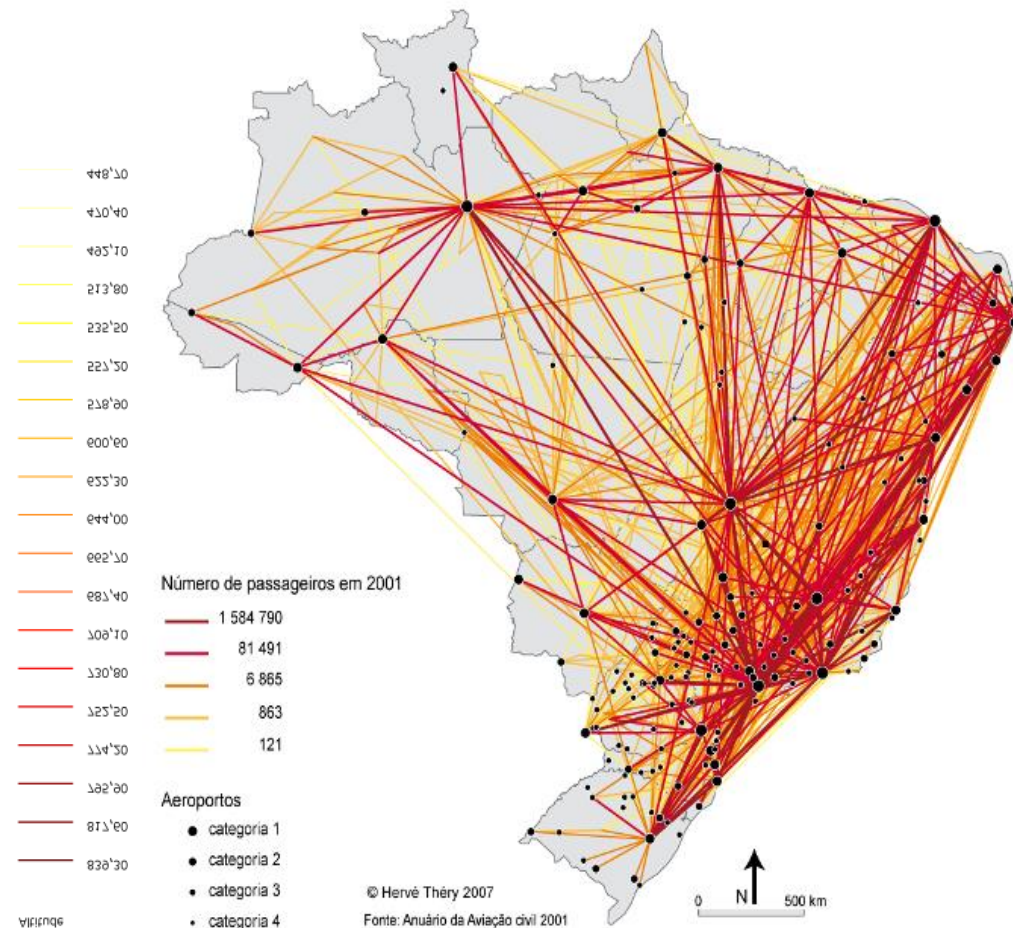 448,70
470,40
492,10
513,80
535,50
557,20
578,90
600,60
622,30
644,00
665,70
687,40
709,10
730,80
752,50
774,20
795,90
817,60
839,30
Altitude
Número de passageiros em 2001
1 584 790
81 491
6 865
863
121
Aeroportos
categoria 1
categoria 2
categoria 3
categoria 4
© Hervé Théry 2007
Fonte: Anuário da Aviação civil 2001
N
0 500 km